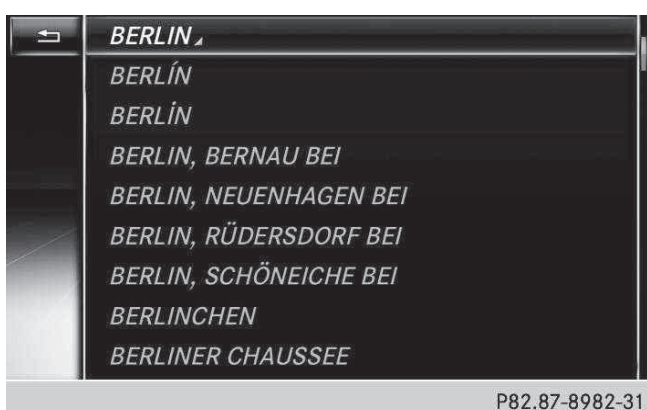 BERLIN
BERLÍN
BERLİN
BERLIN, BERNAU BEI
BERLIN, NEUENHAGEN BEI
BERLIN, RÜDERSDORF BEI
BERLIN, SCHÖNEICHE BEI
BERLINCHEN
BERLINER CHAUSSEE
P82.87-8982-31